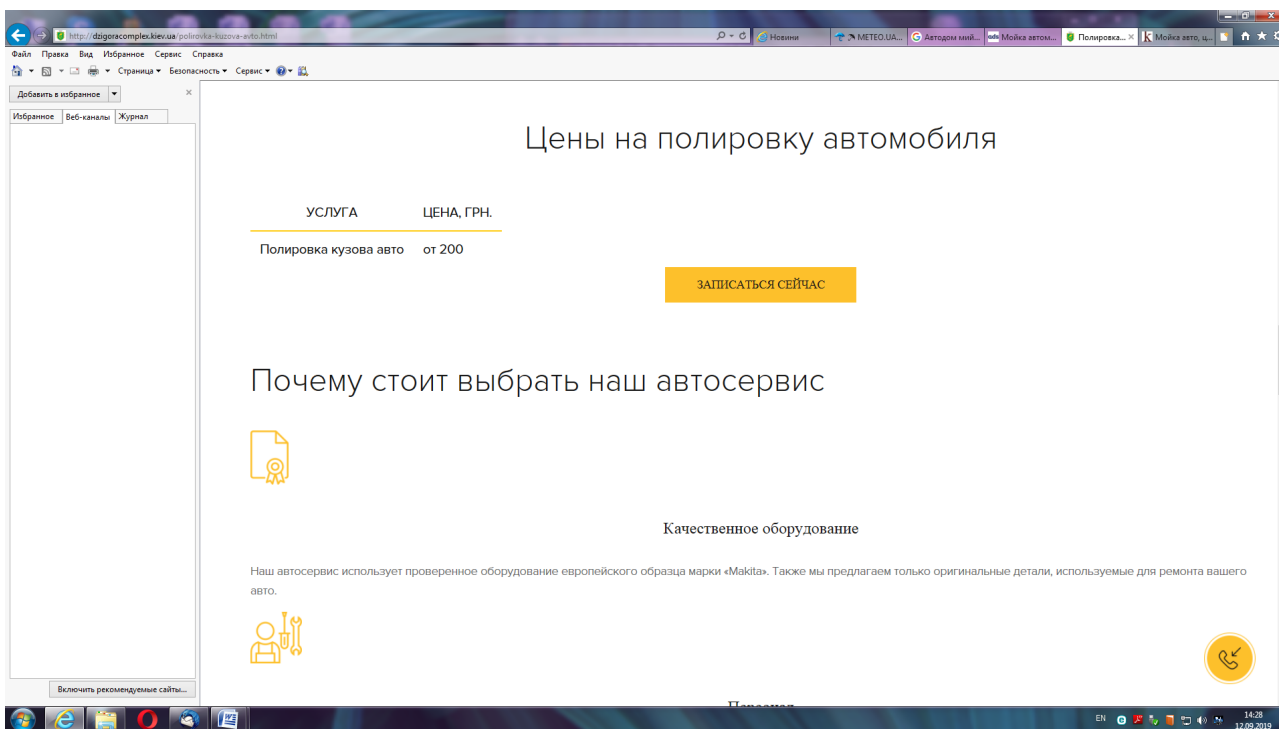 http://dzigoracomplex.kiev.ua/polirovka-kuzova-avto.html
Новини
METEO.UA...
Автодом мий...
Мойка автом...
Полировка...
Мойка авто, ц...
Файл Правка Вид Избранное Сервис Справка
Страница Безопасность Сервис
Добавить в избранное
Избранное Веб-каналы Журнал
Цены на полировку автомобиля
УСЛУГА ЦЕНА, ГРН.
Полировка кузова авто от 200
ЗАПИСАТЬСЯ СЕЙЧАС
Почему стоит выбрать наш автосервис
Качественное оборудование
Наш автосервис использует проверенное оборудование европейского образца марки «Makita». Также мы предлагаем только оригинальные детали, используемые для ремонта вашего
авто.
Включить рекомендуемые сайты...
EN
14:28
12.09.2019